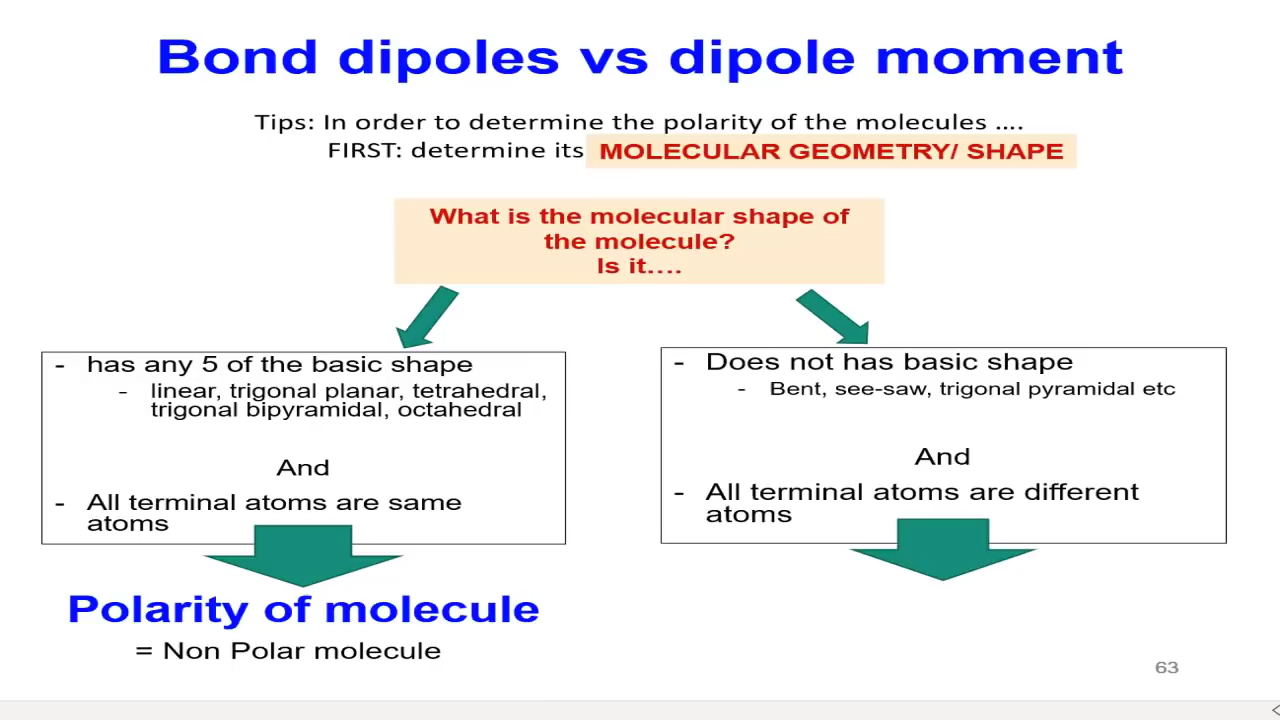 Bond dipoles vs dipole moment
Tips: In order to determine the polarity of the molecules ....
FIRST: determine its MOLECULAR GEOMETRY/ SHAPE
What is the molecular shape of
the molecule?
Is it....
- has any 5 of the basic shape
- linear, trigonal planar, tetrahedral,
trigonal bipyramidal, octahedral
And
- All terminal atoms are same
atoms
- Does not has basic shape
- Bent, see-saw, trigonal pyramidal etc
And
- All terminal atoms are different
atoms
Polarity of molecule
= Non Polar molecule
63